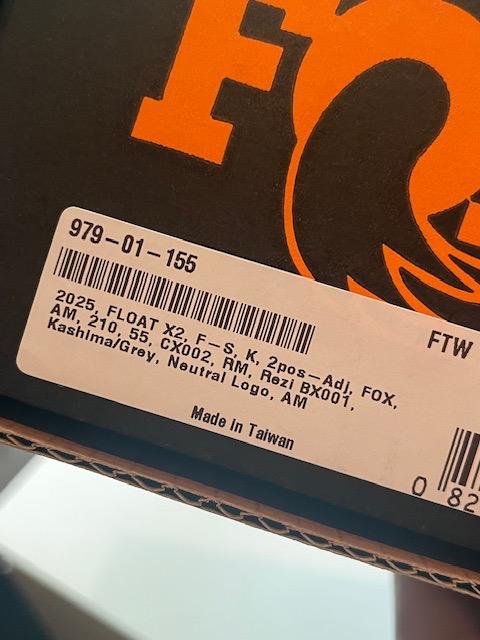 FO
979-01-155
2025, FLOAT X2, F-S, K, 2pos-Adj, FOX,
AM, 210, 55, CX002, RM, Rezi BX001,
Kashima/Grey, Neutral Logo, AM
FTW
Made in Taiwan
0 82